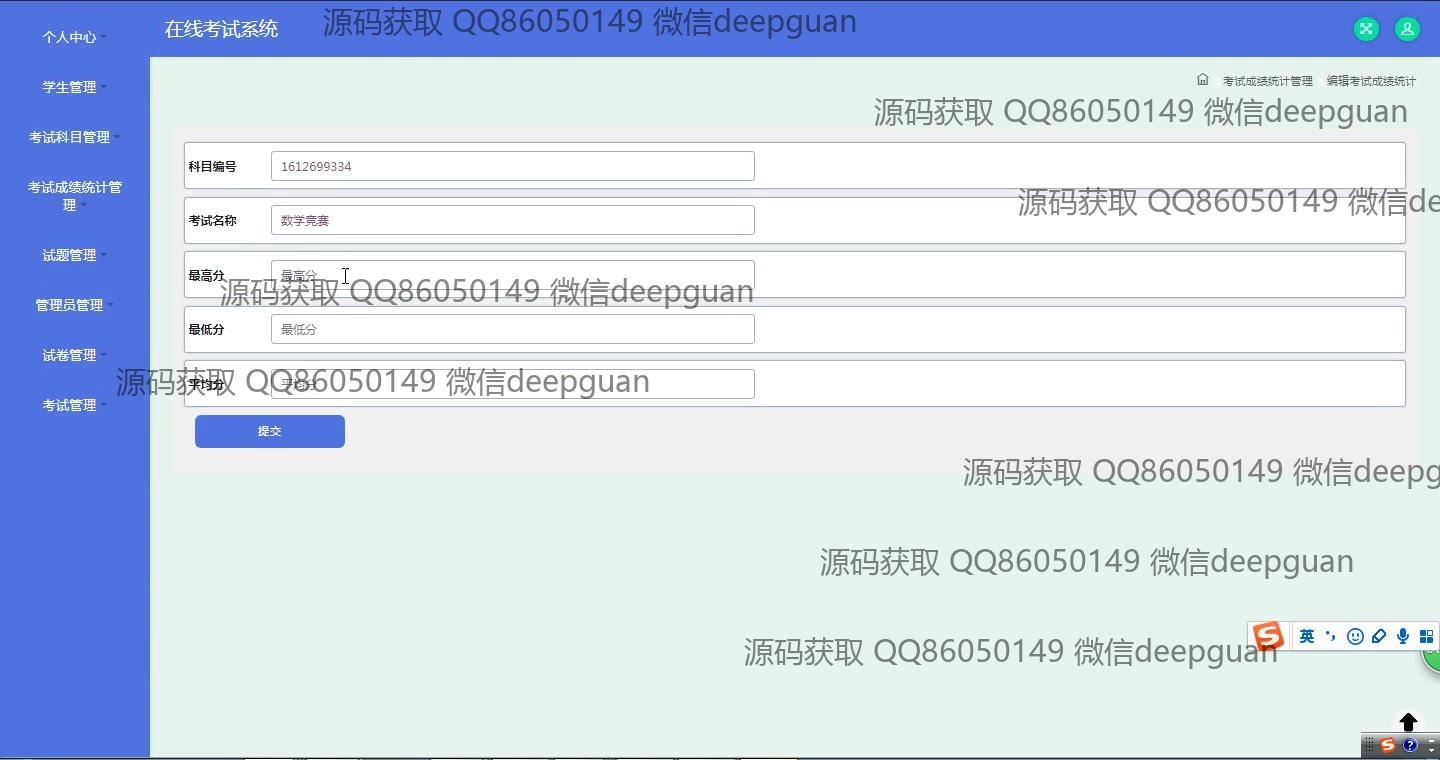 个人中心
在线考试系统
源码获取 QQ86050149 微信deepguan
学生管理
考试成绩统计管理 编辑考试成绩统计
源码获取 QQ86050149 微信deepguan
考试科目管理
科目编号 1612699334
考试成绩统计管
理
源码获取 QQ86050149 微信de
考试名称 数学竞赛
试题管理
最高分 最高分
源码获取 QQ86050149 微信deepguan
管理员管理
最低分 最低分
试卷管理
平均分 平均分
源码获取 QQ86050149 微信deepguan
考试管理
提交
源码获取 QQ86050149 微信deepg
源码获取 QQ86050149 微信deepguan
英
源码获取 QQ86050149 微信deepguan